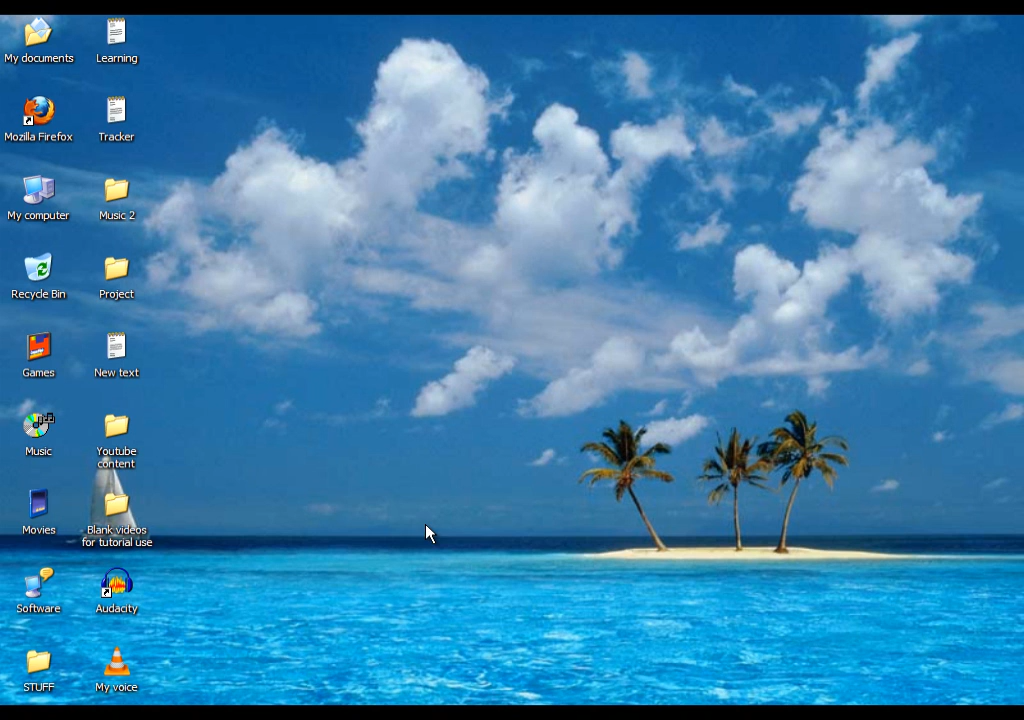 My documents
Learning
Mozilla Firefox
Tracker
My computer
Music 2
Recycle Bin
Project
Games
New text
Music
Youtube
content
Movies
Blank videos
for tutorial use
Software
Audacity
STUFF
My voice